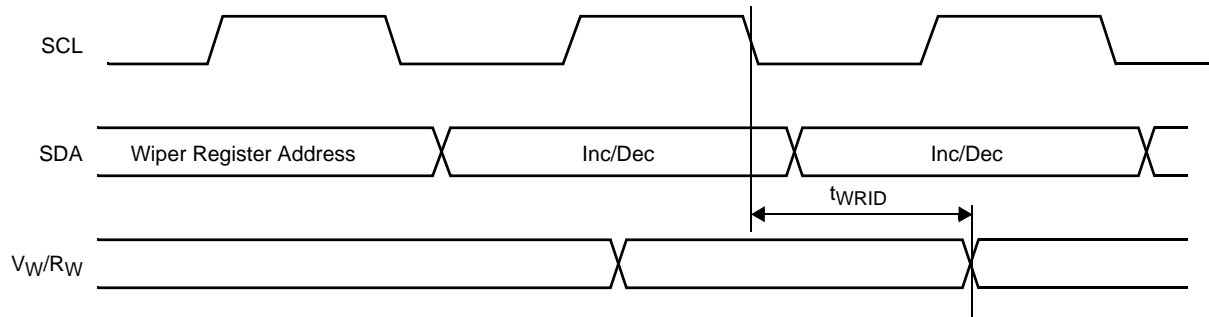 SCL
SDA Wiper Register Address Inc/Dec Inc/Dec
tWRID
VW/RW